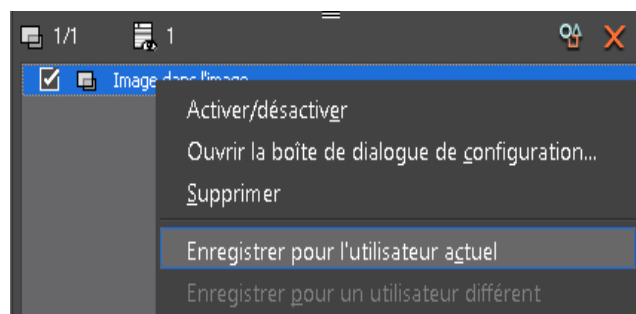 1/1 1
Image dans l'image
Activer/désactiver
Ouvrir la boîte de dialogue de configuration...
Supprimer
Enregistrer pour l'utilisateur actuel
Enregistrer pour un utilisateur différent